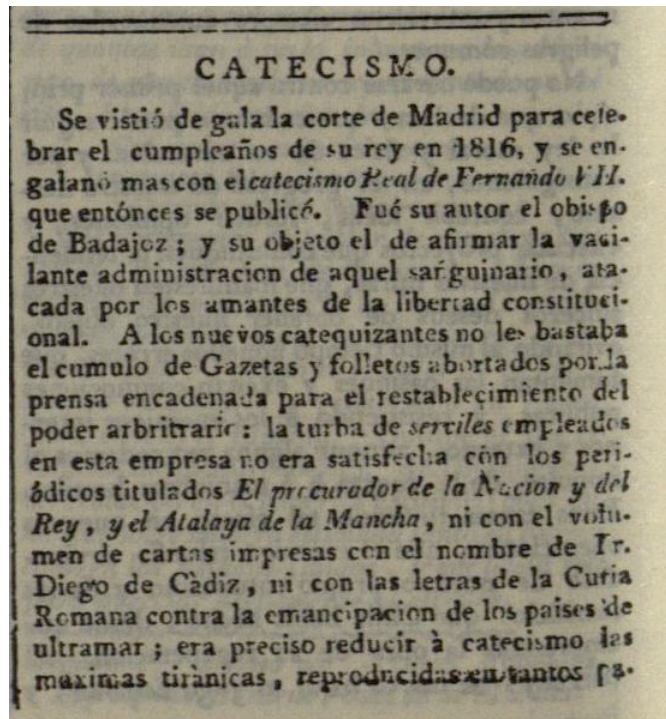 CATECISMO.
Se vistió de gala la corte de Madrid para cele-
brar el cumpleaños de su rey en 1816, y se en-
galanó mas con el catecismo Real de Fernando VII.
que entónces se publicó. Fué su autor el obispo
de Badajoz; y su objeto el de afirmar la vaci-
lante administracion de aquel sanguinario, ata-
cada por los amantes de la libertad constituci-
onal. A los nuevos catequizantes no les bastaba
el cumulo de Gazetas y folletos abortados por la
prensa encadenada para el restablecimiento del
poder arbritrario: la turba de serviles empleados
en esta empresa no era satisfecha con los peri-
ódicos titulados El procurador de la Nacion y del
Rey, y el Atalaya de la Mancha, ni con el volu-
men de cartas impresas con el nombre de Fr.
Diego de Càdiz, ni con las letras de la Curia
Romana contra la emancipacion de los paises de
ultramar; era preciso reducir à catecismo las
maximas tirànicas, reproducidas en tantos pa-